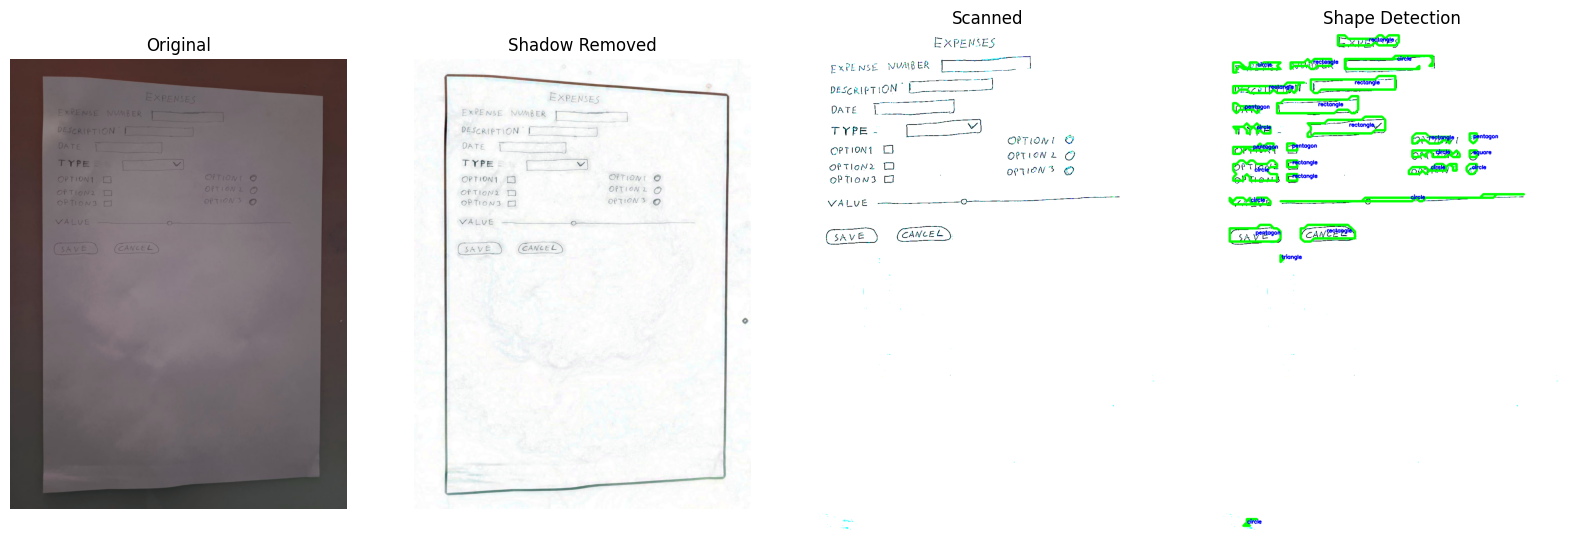 Original
EXPENSES
EXPENSE NUMBER
DESCRIPTION
DATE
TYPE -
OPTION1
OPTION2
OPTION3
OPTION1
OPTION2
OPTION3
VALUE
SAVE CANCEL
Shadow Removed
EXPENSES
EXPENSE NUMBER
DESCRIPTION
DATE
TYPE -
OPTION1
OPTION2
OPTION3
OPTION1
OPTION2
OPTION3
VALUE
SAVE CANCEL
Scanned
EXPENSES
EXPENSE NUMBER
DESCRIPTION
DATE
TYPE -
OPTION1
OPTION2
OPTION3
OPTION1
OPTION2
OPTION3
VALUE
SAVE CANCEL
Shape Detection
rectangle
circle rectangle circle
rectangle rectangle
pentagon rectangle
circle rectangle
rectangle pentagon
pentagon pentagon
circle square
rectangle
circle circle
circle rectangle
circle circle
pentagon rectangle
SAVE CANCEL
triangle
circle